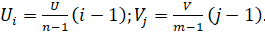 $U_i = \frac{U}{n-1}(i-1); V_j = \frac{V}{m-1}(j-1).$